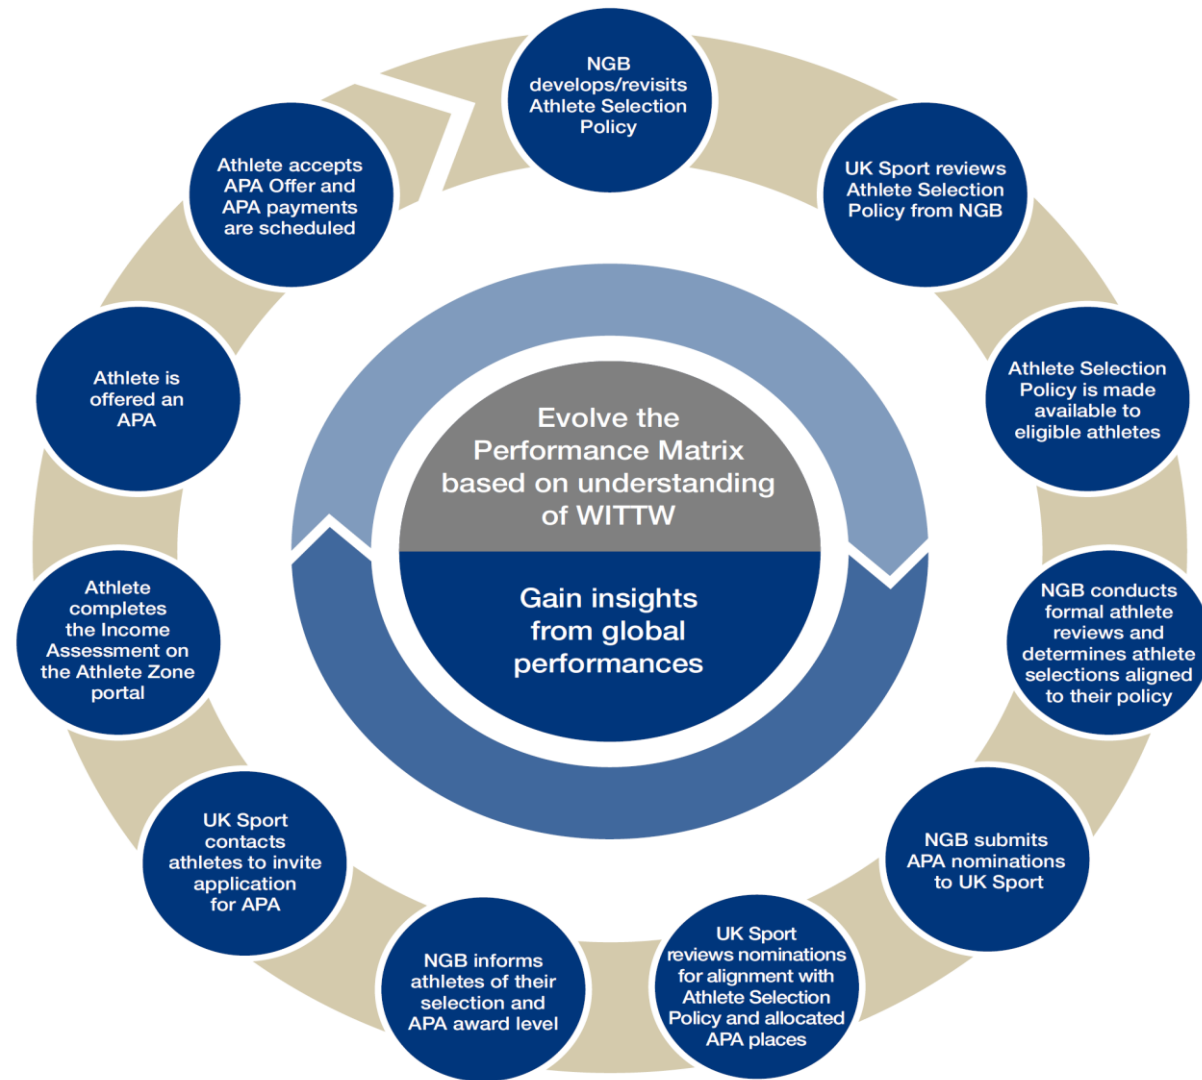 NGB
develops/revisits
Athlete Selection
Policy
UK Sport reviews
Athlete Selection
Policy from NGB
Athlete Selection
Policy is made
available to
eligible athletes
NGB conducts
formal athlete
reviews and
determines athlete
selections aligned
to their policy
NGB submits
APA nominations
to UK Sport
UK Sport
reviews nominations
for alignment with
Athlete Selection
Policy and allocated
APA places
NGB informs
athletes of their
selection and
APA award level
UK Sport
contacts
athletes to invite
application
for APA
Athlete
completes
the Income
Assessment on
the Athlete Zone
portal
Athlete is
offered an
APA
Athlete accepts
APA Offer and
APA payments
are scheduled
Evolve the
Performance Matrix
based on understanding
of WITTW
Gain insights
from global
performances